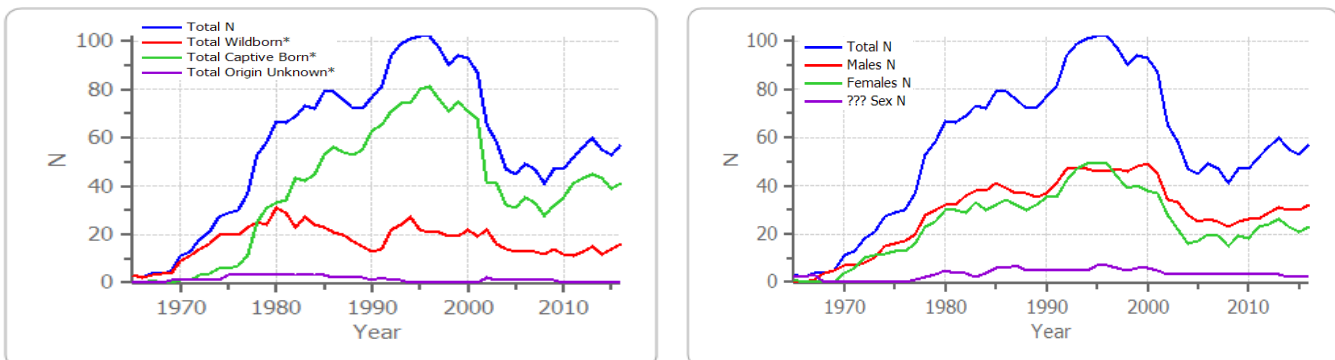 Total N
Total Wildborn*
Total Captive Born*
Total Origin Unknown*
100
80
60
40
20
0
N
1970 1980 1990 2000 2010
Year
Total N
Males N
Females N
??? Sex N
100
80
60
40
20
0
N
1970 1980 1990 2000 2010
Year